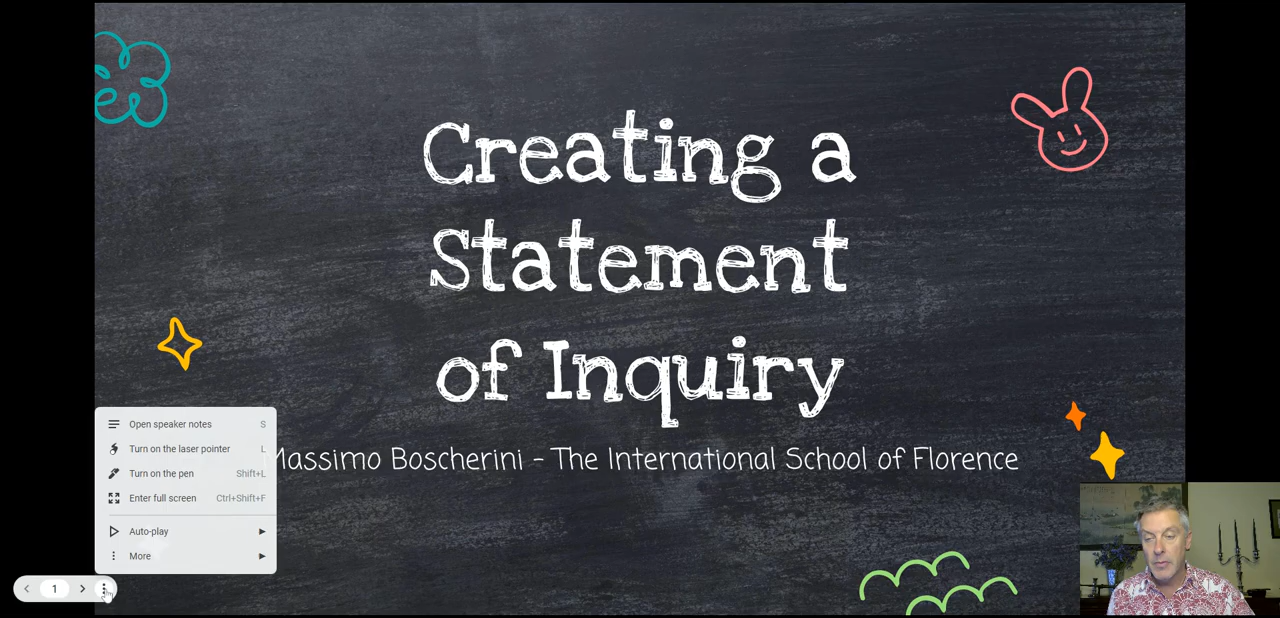 Creating a
Statement
of Inquiry
Massimo Boscherini - The International School of Florence
Open speaker notes S
Turn on the laser pointer L
Turn on the pen Shift+L
Enter full screen Ctrl+Shift+F
Auto-play
More
1